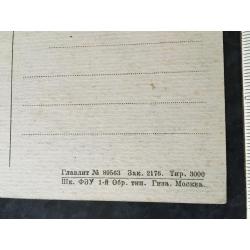 Главлит № 89563 Зак. 2176. Тир. 3000
Шк. ФЗУ 1-й Обр. тип. Гиза. Москва.